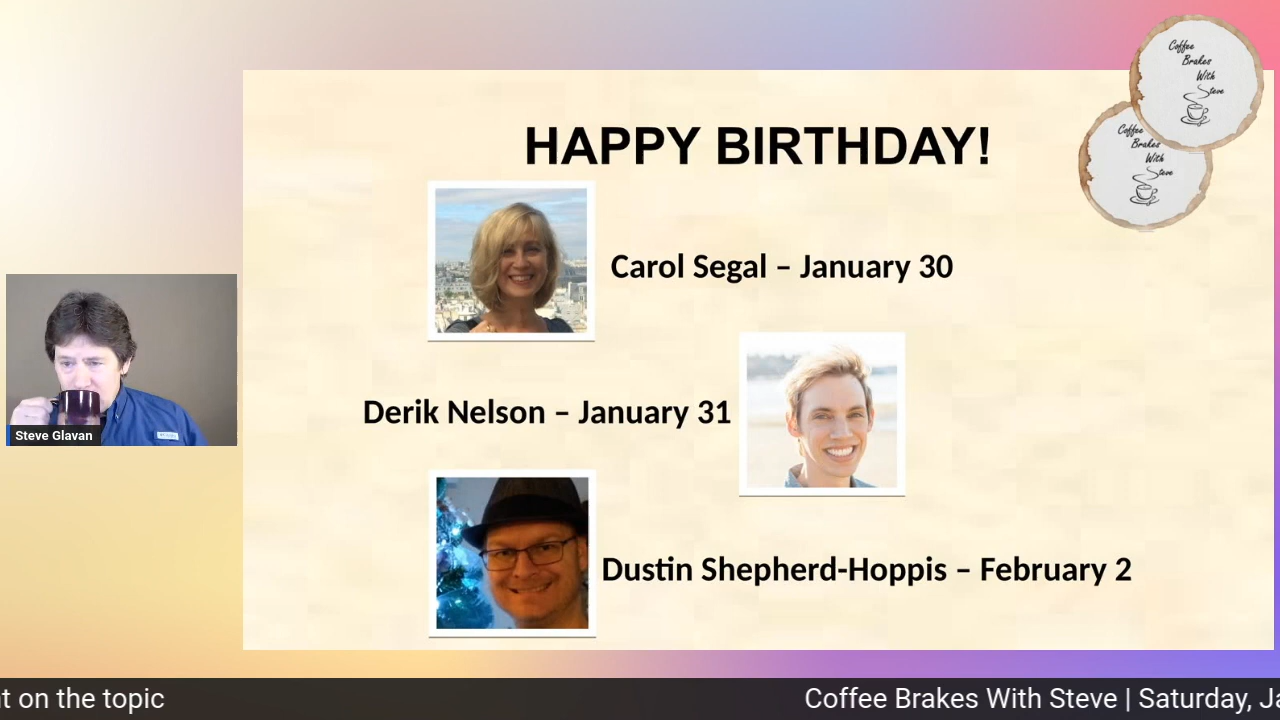 Coffee
Brakes
With
Steve
Coffee
Brakes
With
Steve
HAPPY BIRTHDAY!
Carol Segal – January 30
Derik Nelson – January 31
Steve Glavan
Dustin Shepherd-Hoppis – February 2
t on the topic
Coffee Brakes With Steve | Saturday, Ja